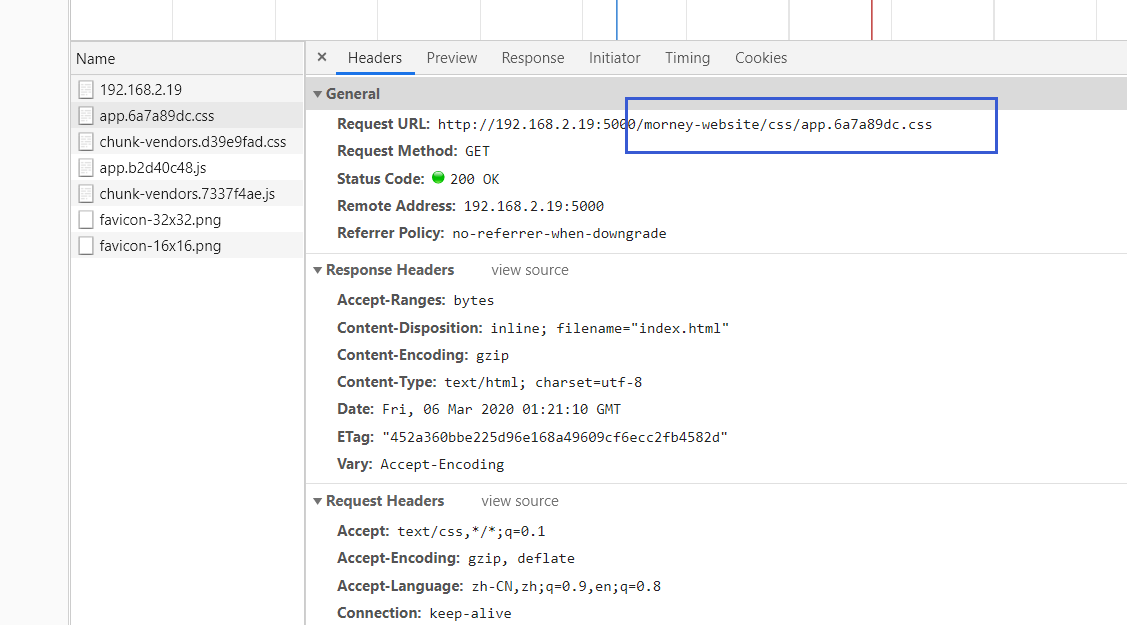 Name
192.168.2.19
app.6a7a89dc.css
chunk-vendors.d39e9fad.css
app.b2d40c48.js
chunk-vendors.7337f4ae.js
favicon-32x32.png
favicon-16x16.png
× Headers Preview Response Initiator Timing Cookies
▼ General
Request URL: http://192.168.2.19:5000/morney-website/css/app.6a7a89dc.css
Request Method: GET
Status Code: 200 OK
Remote Address: 192.168.2.19:5000
Referrer Policy: no-referrer-when-downgrade
▼ Response Headers view source
Accept-Ranges: bytes
Content-Disposition: inline; filename="index.html"
Content-Encoding: gzip
Content-Type: text/html; charset=utf-8
Date: Fri, 06 Mar 2020 01:21:10 GMT
ETag: "452a360bbe225d96e168a49609cf6ecc2fb4582d"
Vary: Accept-Encoding
▼ Request Headers view source
Accept: text/css,*/*;q=0.1
Accept-Encoding: gzip, deflate
Accept-Language: zh-CN,zh;q=0.9,en;q=0.8
Connection: keep-alive